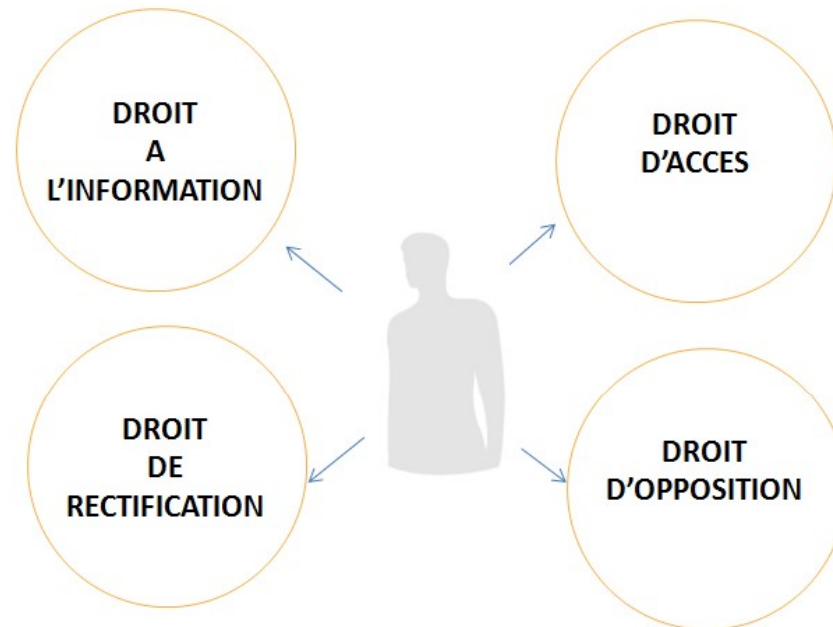 DROIT
A
L'INFORMATION
DROIT
D'ACCES
DROIT
DE
RECTIFICATION
DROIT
D'OPPOSITION